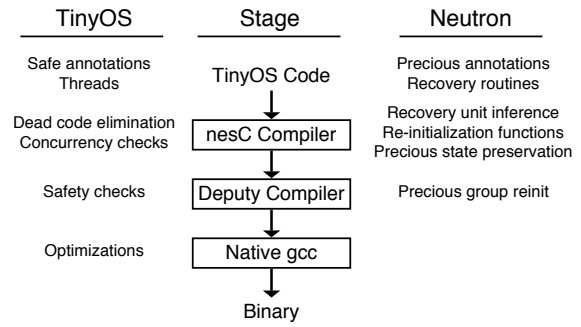 TinyOS Stage Neutron
Safe annotations
Threads
TinyOS Code
Precious annotations
Recovery routines
Dead code elimination
Concurrency checks
nesC Compiler
Recovery unit inference
Re-initialization functions
Precious state preservation
Safety checks
Deputy Compiler
Precious group reinit
Optimizations
Native gcc
Binary